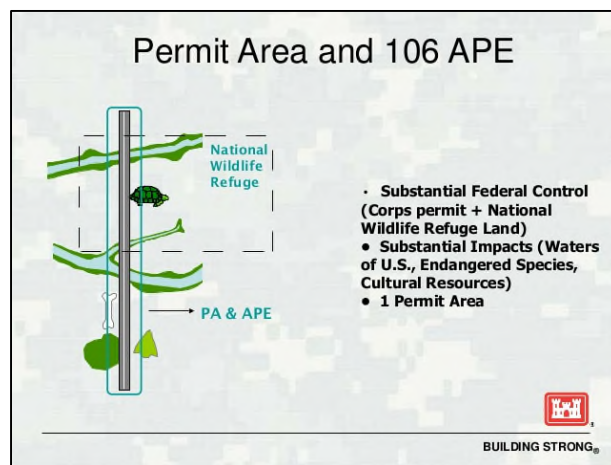 Permit Area and 106 APE
National
Wildlife
Refuge
PA & APE
· Substantial Federal Control
(Corps permit + National
Wildlife Refuge Land)
● Substantial Impacts (Waters
of U.S., Endangered Species,
Cultural Resources)
● 1 Permit Area
BUILDING STRONG®